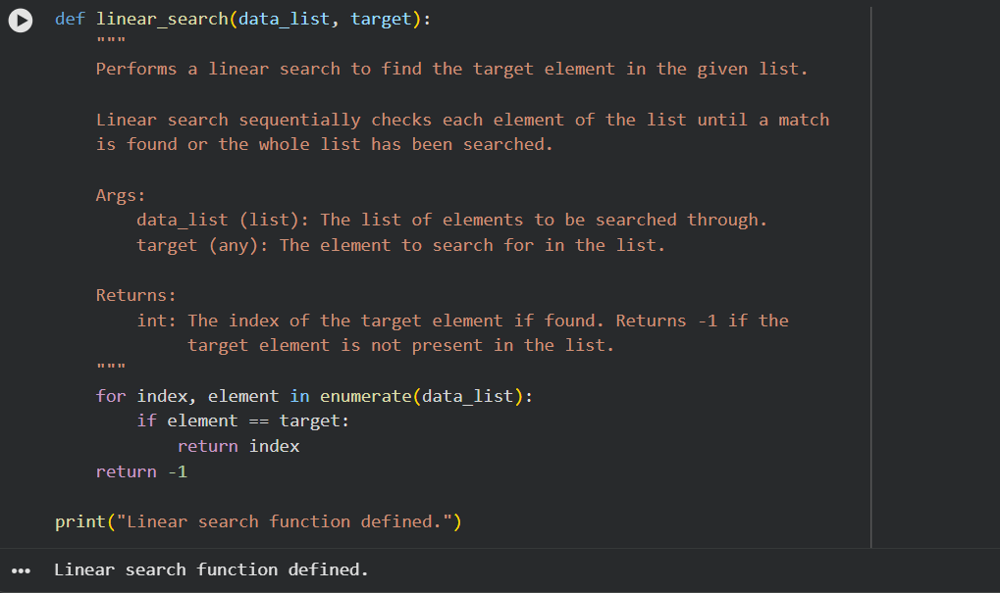 def linear_search(data_list, target):
    """
    Performs a linear search to find the target element in the given list.

    Linear search sequentially checks each element of the list until a match
    is found or the whole list has been searched.

    Args:
        data_list (list): The list of elements to be searched through.
        target (any): The element to search for in the list.

    Returns:
        int: The index of the target element if found. Returns -1 if the
             target element is not present in the list.
    """
    for index, element in enumerate(data_list):
        if element == target:
            return index
    return -1

print("Linear search function defined.")
Linear search function defined.